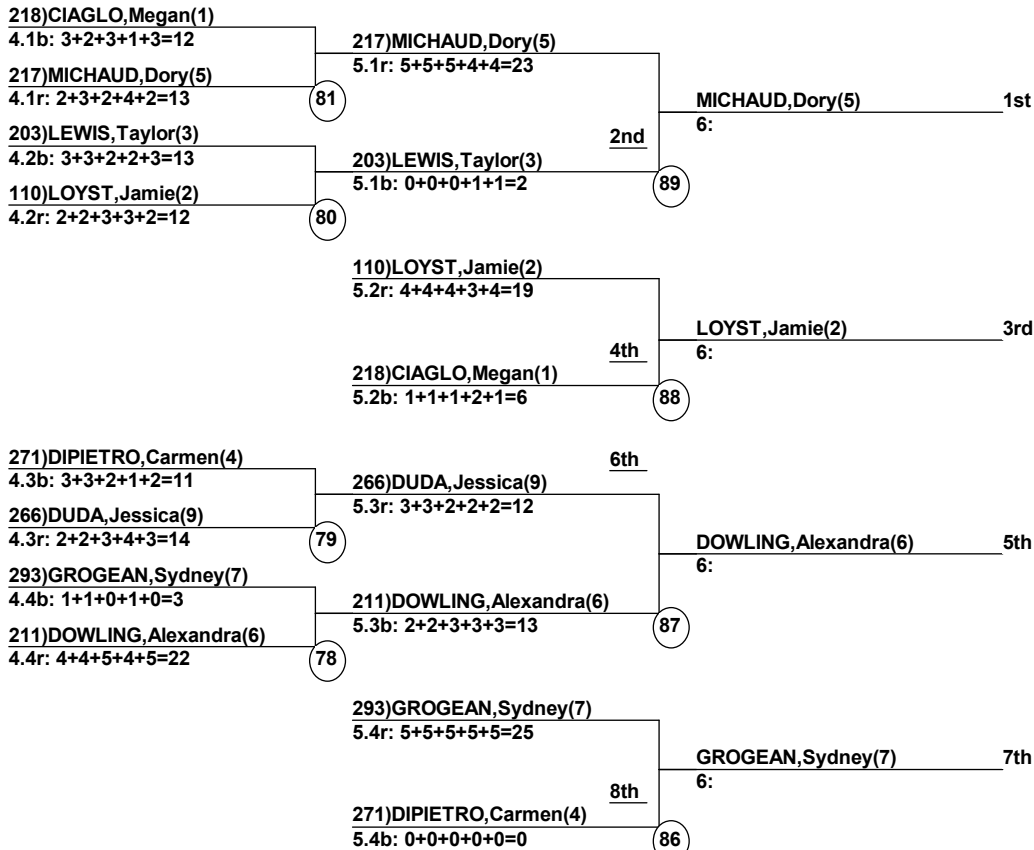 218)CIAGLO,Megan(1)
4.1b: 3+2+3+1+3=12
217)MICHAUD,Dory(5)
5.1r: 5+5+5+4+4=23
217)MICHAUD,Dory(5)
4.1r: 2+3+2+4+2=13
81
MICHAUD,Dory(5) 1st
6:
203)LEWIS,Taylor(3)
4.2b: 3+3+2+2+3=13
2nd
203)LEWIS,Taylor(3)
5.1b: 0+0+0+1+1=2
89
110)LOYST,Jamie(2)
4.2r: 2+2+3+3+2=12
80
110)LOYST,Jamie(2)
5.2r: 4+4+4+3+4=19
LOYST,Jamie(2) 3rd
6:
4th
218)CIAGLO,Megan(1)
5.2b: 1+1+1+2+1=6
88
271)DIPIETRO,Carmen(4)
4.3b: 3+3+2+1+2=11
6th
266)DUDA,Jessica(9)
5.3r: 3+3+2+2+2=12
266)DUDA,Jessica(9)
4.3r: 2+2+3+4+3=14
79
DOWLING,Alexandra(6) 5th
6:
293)GROGEAN,Sydney(7)
4.4b: 1+1+0+1+0=3
211)DOWLING,Alexandra(6)
5.3b: 2+2+3+3+3=13
87
211)DOWLING,Alexandra(6)
4.4r: 4+4+5+4+5=22
78
293)GROGEAN,Sydney(7)
5.4r: 5+5+5+5+5=25
GROGEAN,Sydney(7) 7th
6:
8th
271)DIPIETRO,Carmen(4)
5.4b: 0+0+0+0+0=0
86